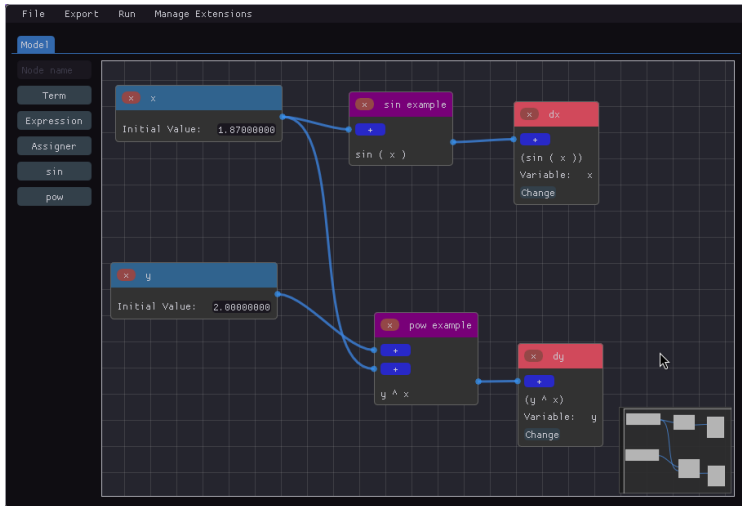 File Export Run Manage Extensions
Model
Node name
Term
Expression
Assigner
sin
pow
x x
Initial Value: 1.87000000
x sin example
+
sin ( x )
x dx
+
(sin ( x ))
Variable: x
Change
x y
Initial Value: 2.00000000
x pow example
+
+
y ^ x
x dy
+
(y ^ x)
Variable: y
Change